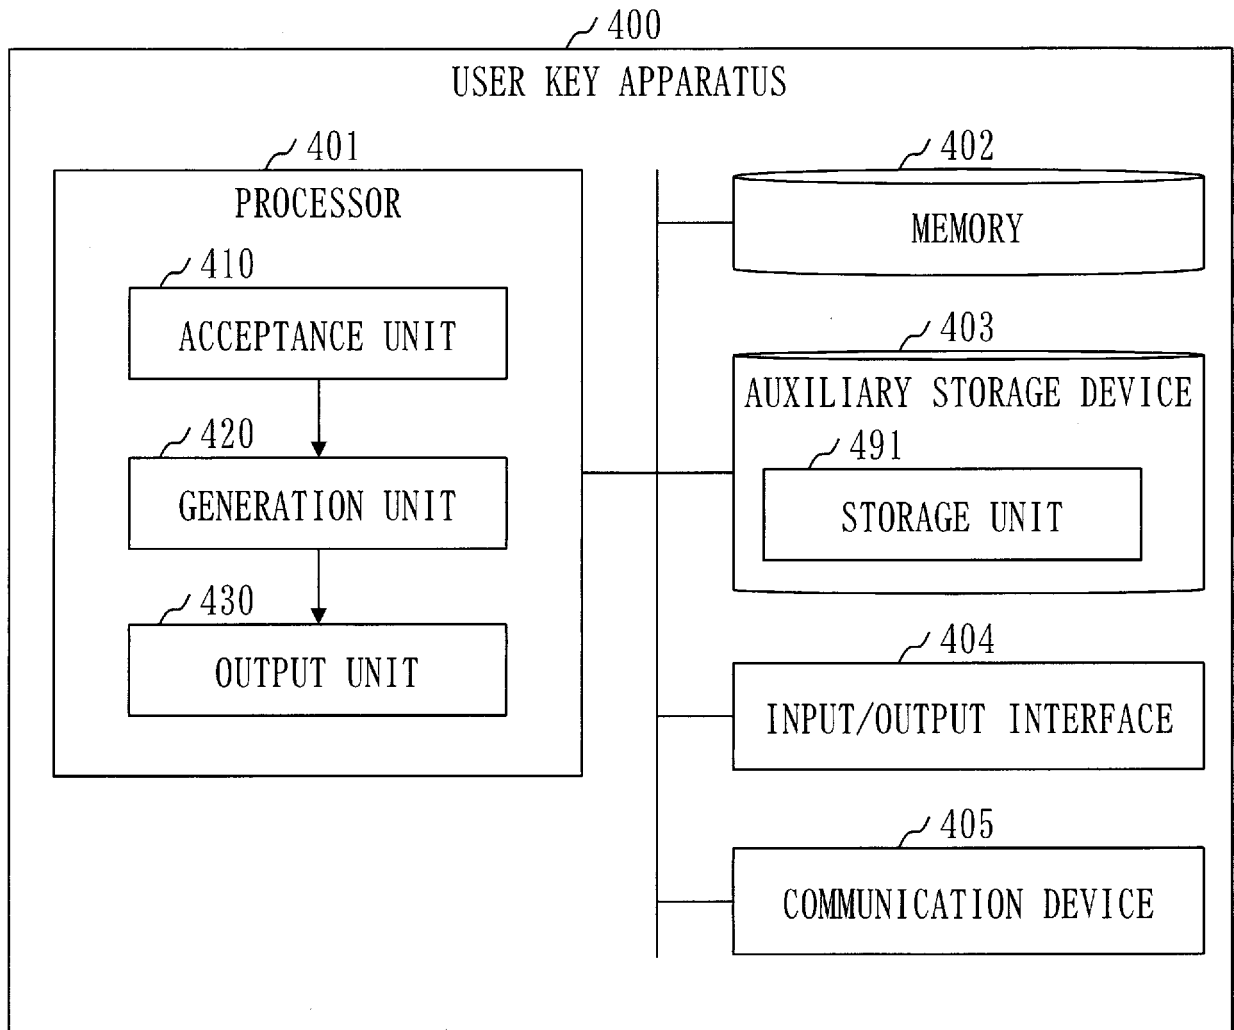 400
USER KEY APPARATUS
401
PROCESSOR
410
ACCEPTANCE UNIT
420
GENERATION UNIT
430
OUTPUT UNIT
402
MEMORY
403
AUXILIARY STORAGE DEVICE
491
STORAGE UNIT
404
INPUT/OUTPUT INTERFACE
405
COMMUNICATION DEVICE